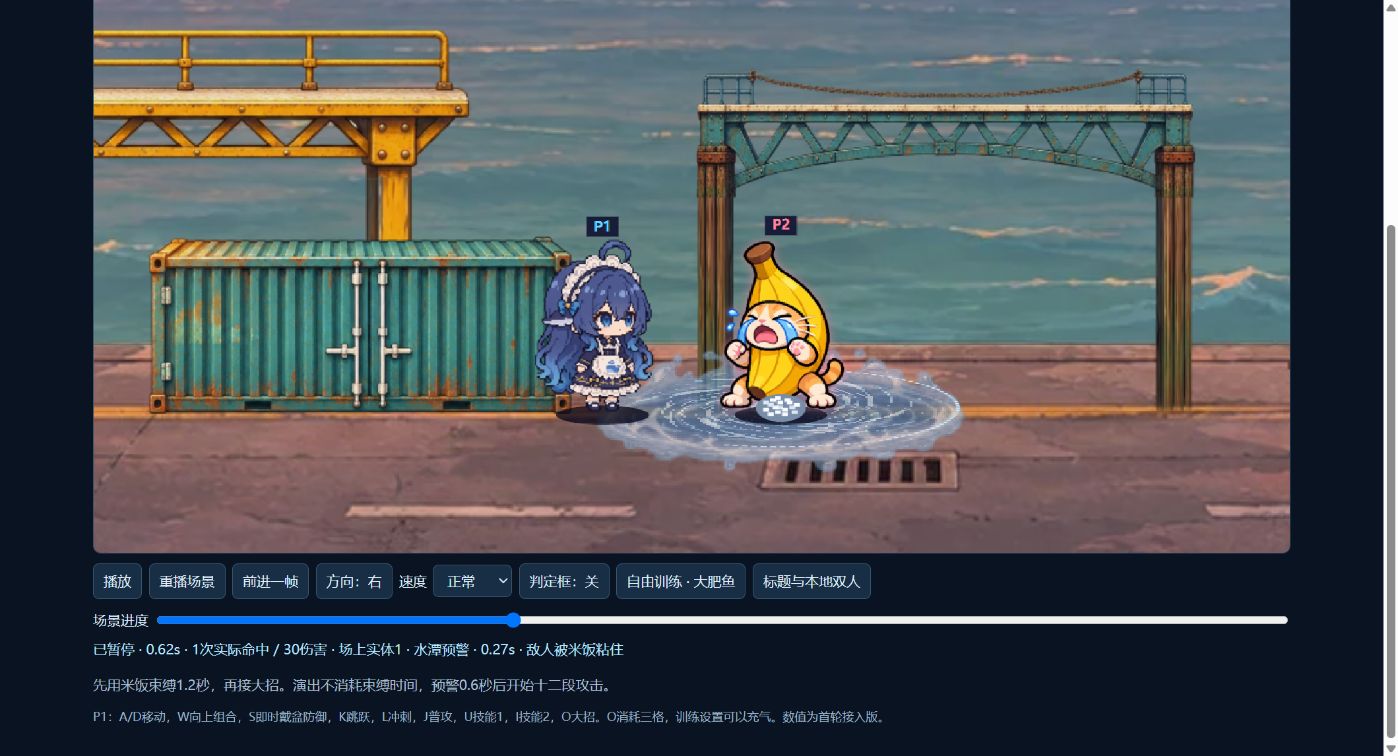 P1
P2
播放 重播场景 前进一帧 方向：右 速度 正常 判定框：关 自由训练 · 大肥鱼 标题与本地双人
场景进度
已暂停 · 0.62s · 1次实际命中 / 30伤害 · 场上实体1 · 水潭预警 · 0.27s · 敌人被米饭粘住
先用米饭束缚1.2秒，再接大招。演出不消耗束缚时间，预警0.6秒后开始十二段攻击。
P1：A/D移动，W向上组合，S即时戴盆防御，K跳跃，L冲刺，J普攻，U技能1，I技能2，O大招。O消耗三格，训练设置可以充气。数值为首轮接入版。